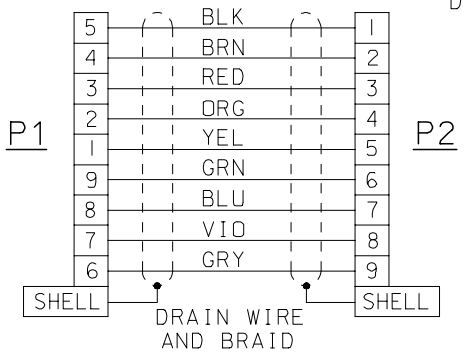 D
BLK
5 1
BRN
4 2
RED
3 3
ORG
2 4
P1 YEL P2
1 5
GRN
9 6
BLU
8 7
VIO
7 8
GRY
6 9
SHELL SHELL
DRAIN WIRE
AND BRAID